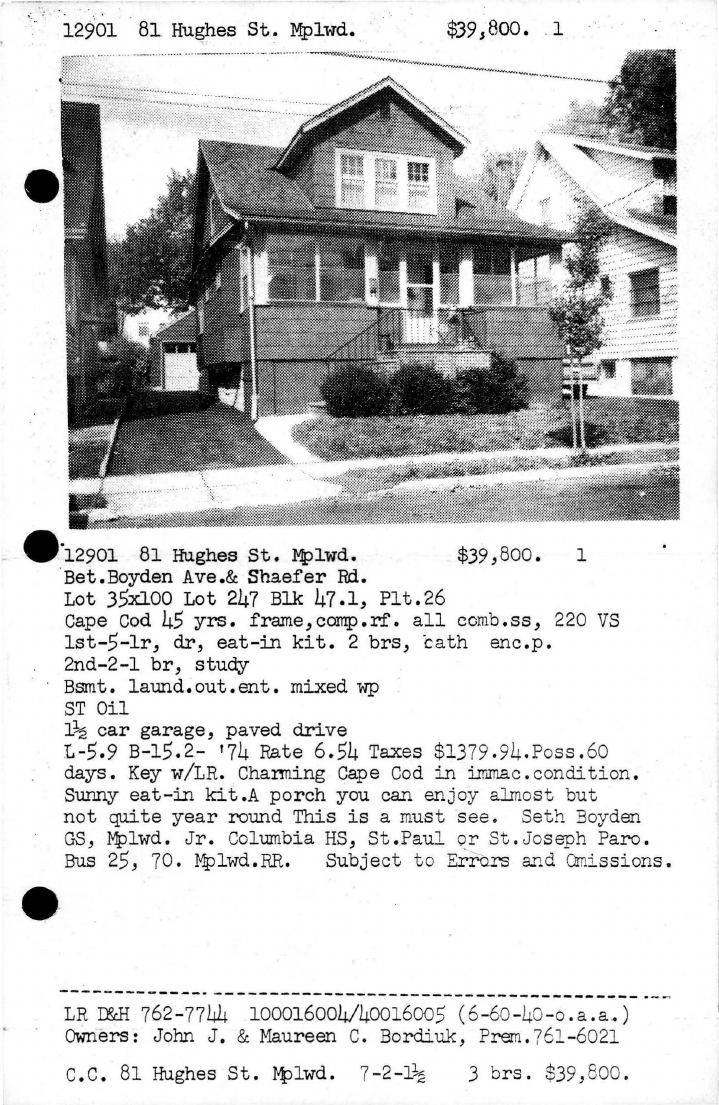 12901 81 Hughes St. Mplwd. $39,800. 1
12901 81 Hughes St. Mplwd. $39,800. 1
Bet.Boyden Ave.& Shaefer Rd.
Lot 35x100 Lot 247 Blk 47.1, Plt.26
Cape Cod 45 yrs. frame,comp.rf. all comb.ss, 220 VS
1st-5-lr, dr, eat-in kit. 2 brs, bath enc.p.
2nd-2-1 br, study
Bsmt. laund.out.ent. mixed wp
ST Oil
1½ car garage, paved drive
L-5.9 B-15.2- '74 Rate 6.54 Taxes $1379.94.Poss.60
days. Key w/LR. Charming Cape Cod in immac.condition.
Sunny eat-in kit.A porch you can enjoy almost but
not quite year round This is a must see. Seth Boyden
GS, Mplwd. Jr. Columbia HS, St.Paul or St.Joseph Paro.
Bus 25, 70. Mplwd.RR. Subject to Errors and Omissions.
LR D&H 762-7744 100016004/40016005 (6-60-40-o.a.a.)
Owners: John J. & Maureen C. Bordiuk, Prem.761-6021
C.C. 81 Hughes St. Mplwd. 7-2-1½ 3 brs. $39,800.